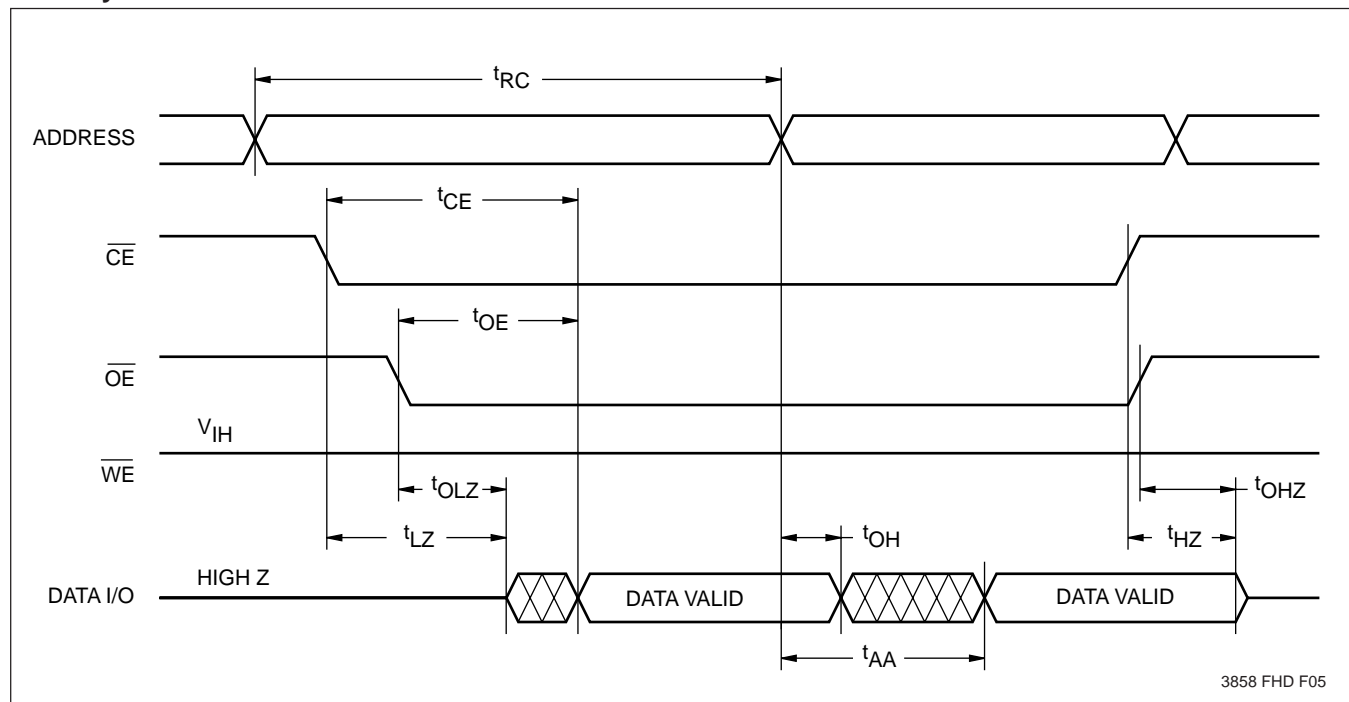 tRC
ADDRESS
tCE
CE
tOE
OE
VIH
WE
tOLZ
tOHZ
tLZ
tOH
tHZ
HIGH Z
DATA I/O
DATA VALID
DATA VALID
tAA
3858 FHD F05